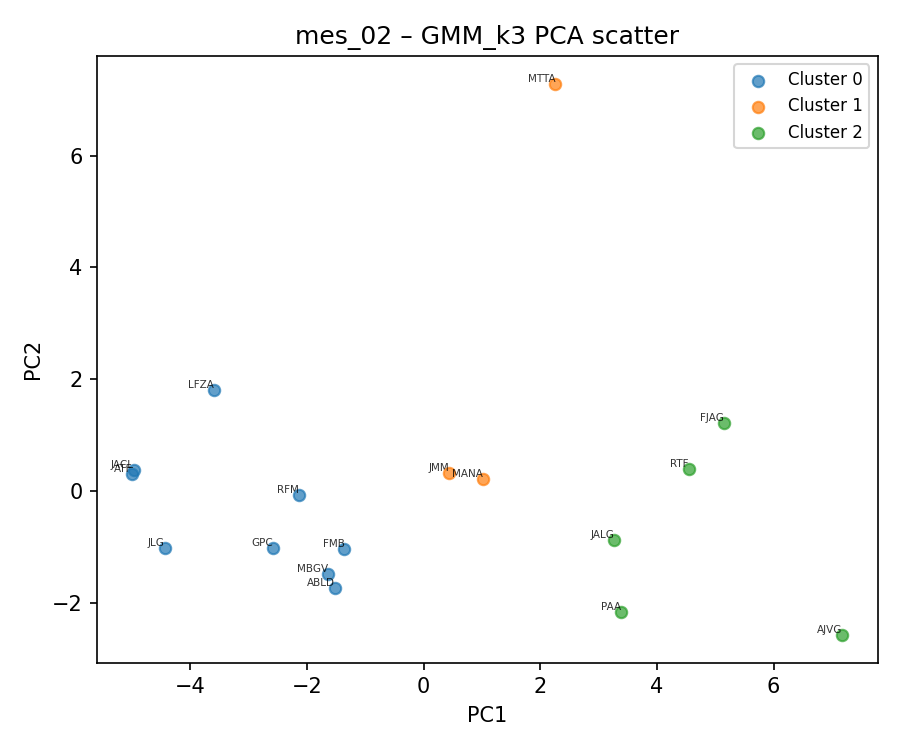 mes_02 – GMM_k3 PCA scatter
MTTA
Cluster 0
Cluster 1
Cluster 2
6
4
PC2
2
LFZA
FJAG
JACL
RTF
JMM
MANA
0
RFM
JLG
GPC
FMB
JALG
MBGV
ABLD
−2
PAA
AJVG
−4
−2
0
2
4
6
PC1